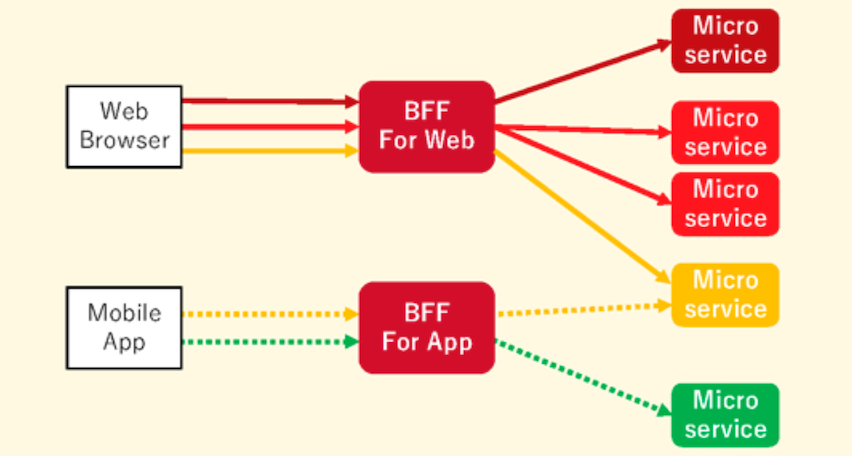 Web
Browser
BFF
For Web
Micro
service
Micro
service
Micro
service
Micro
service
Mobile
App
BFF
For App
Micro
service